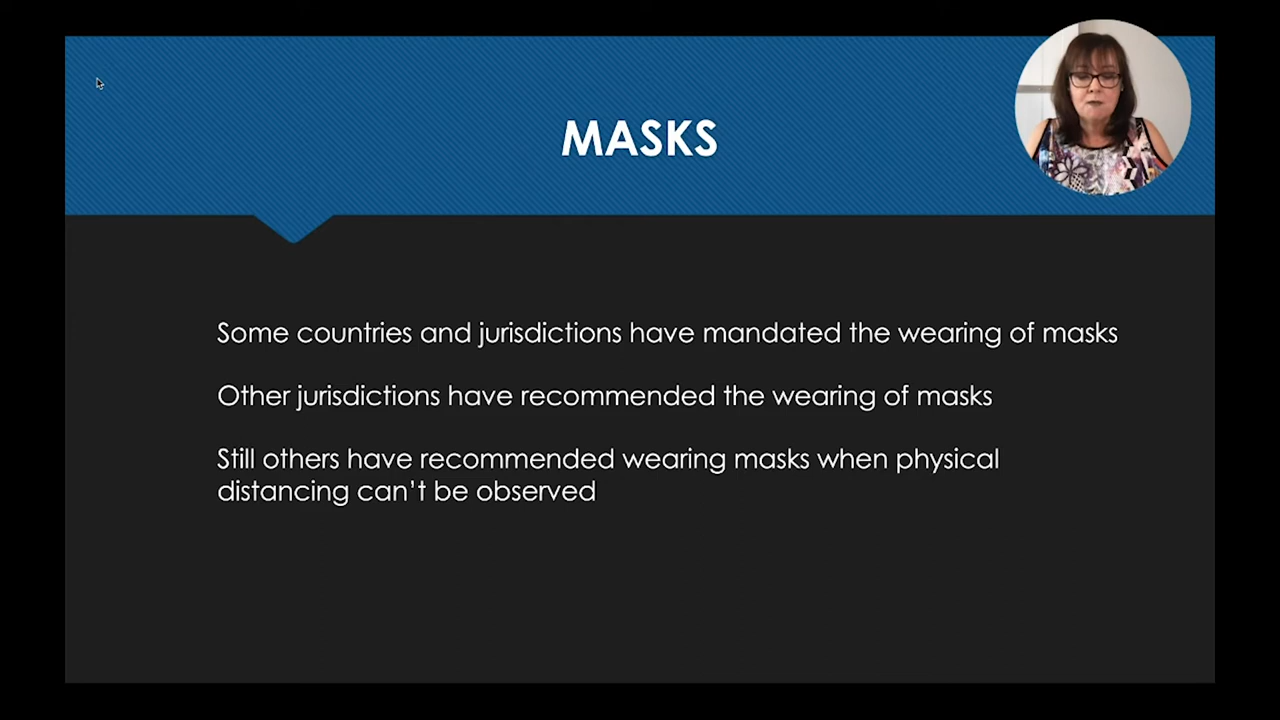 MASKS
Some countries and jurisdictions have mandated the wearing of masks
Other jurisdictions have recommended the wearing of masks
Still others have recommended wearing masks when physical
distancing can’t be observed